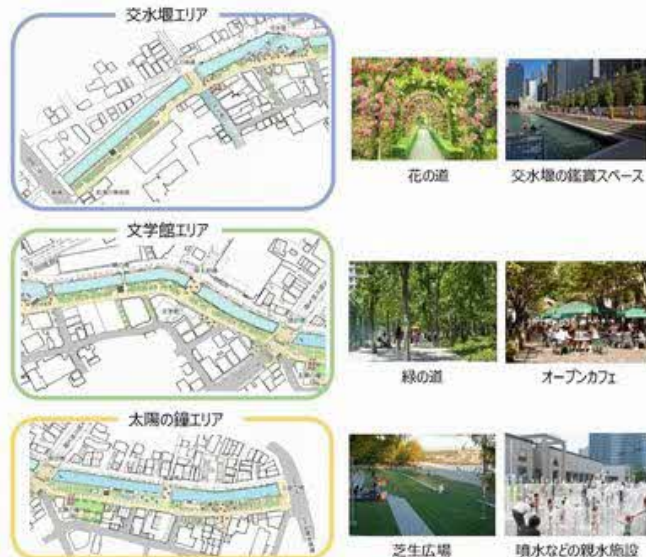 交水堰エリア
花の道
交水堰の鑑賞スペース
文学館エリア
緑の道
オープンカフェ
太陽の鐘エリア
芝生広場
噴水などの親水施設